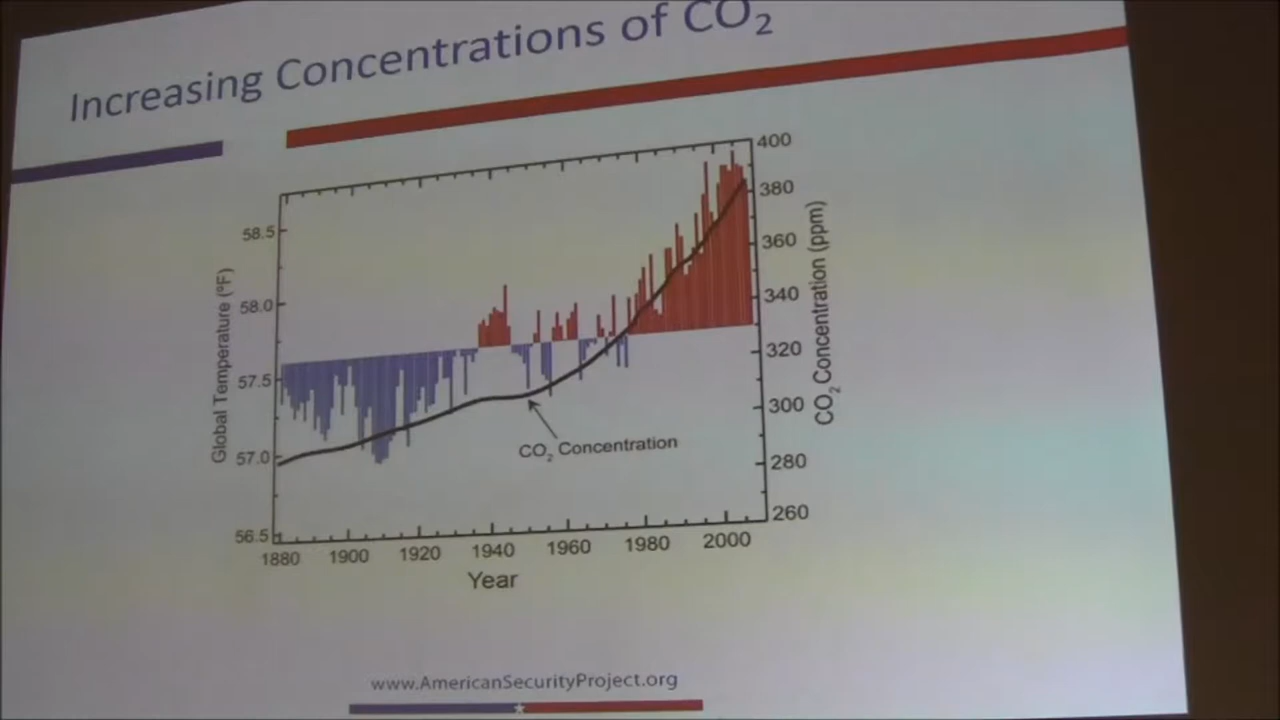 Increasing Concentrations of CO₂
400
380
360
340
320
300
280
260
CO₂ Concentration (ppm)
58.5
58.0
57.5
57.0
56.5
Global Temperature (°F)
CO₂ Concentration
1880 1900 1920 1940 1960 1980 2000
Year
www.AmericanSecurityProject.org